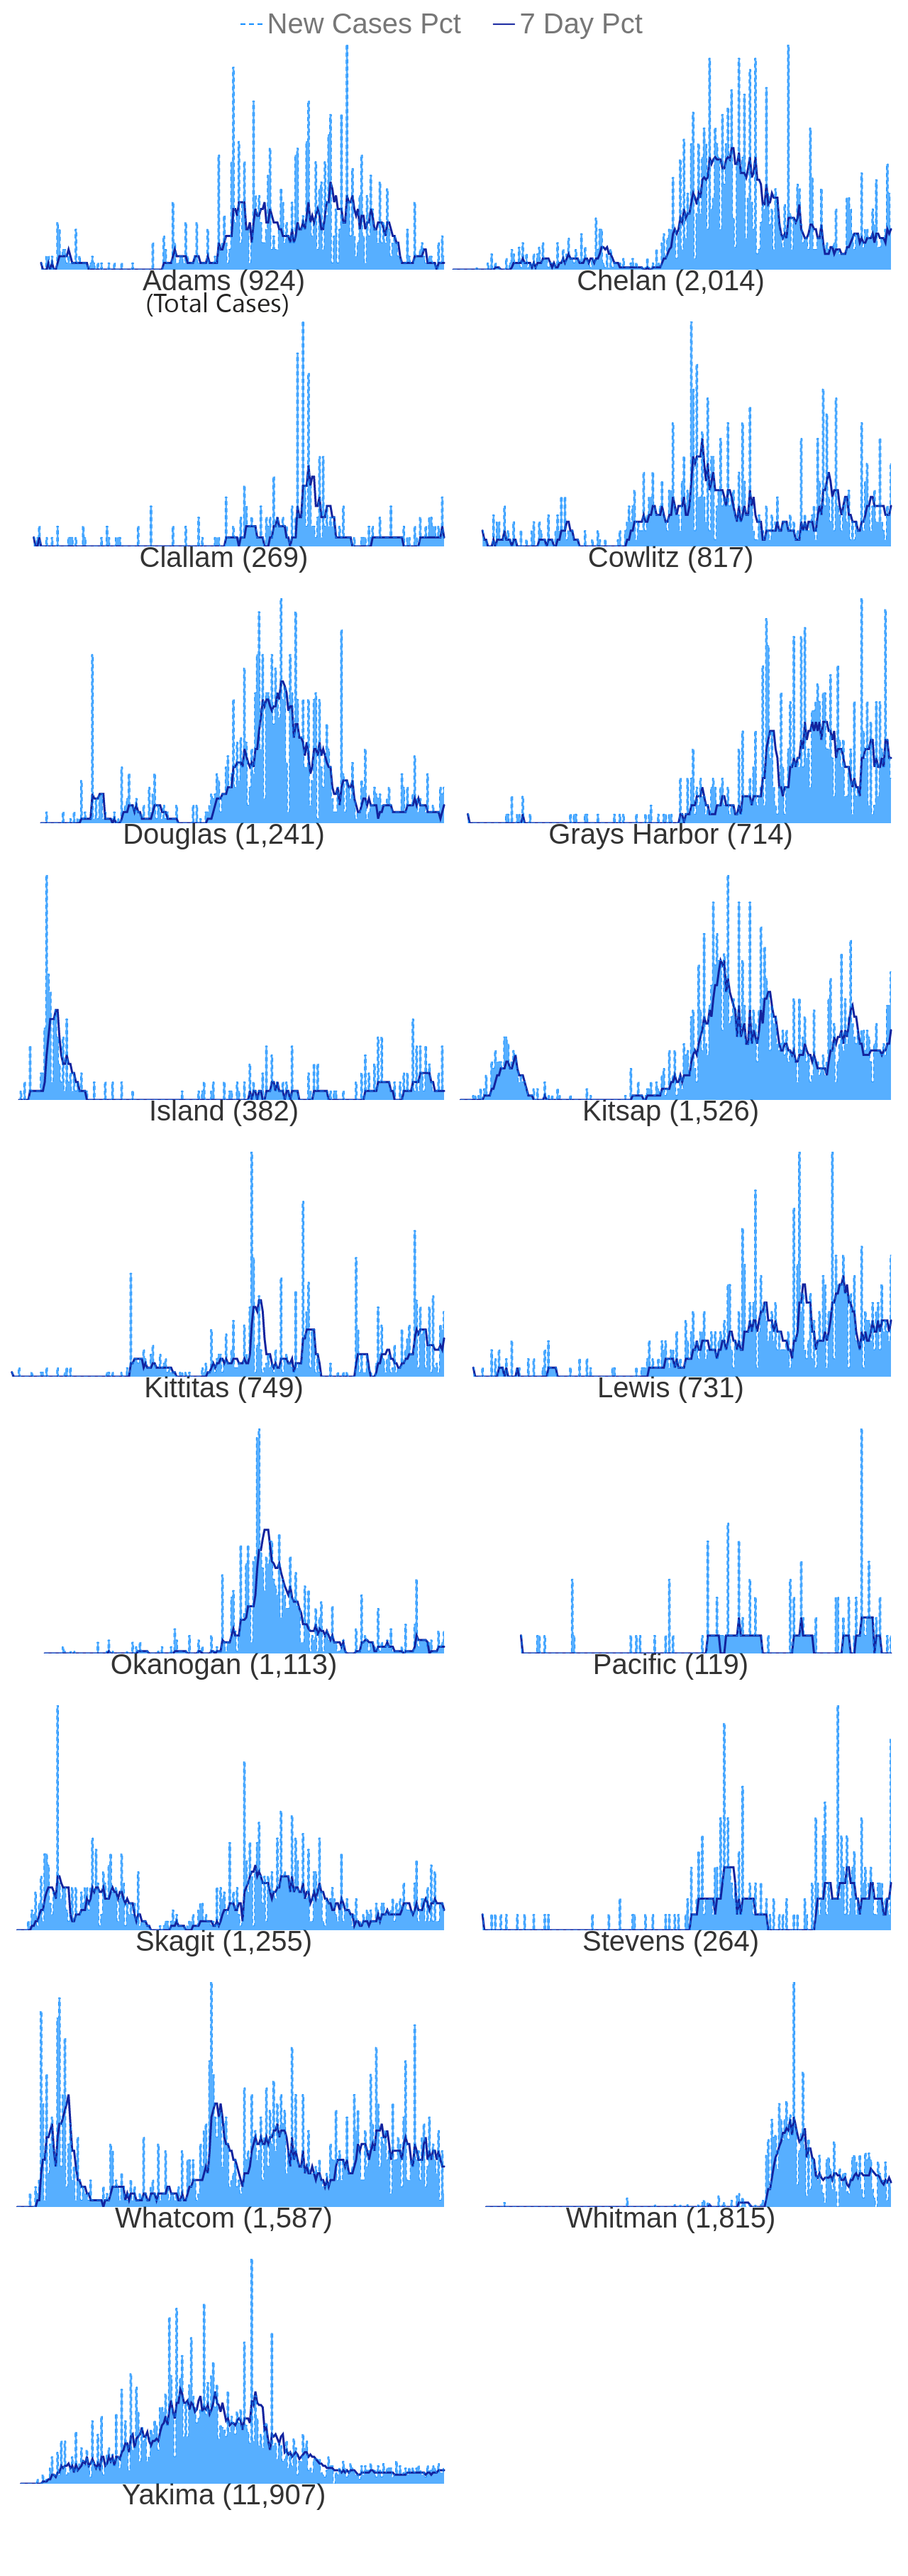 New Cases Pct 7 Day Pct
Adams (924) Chelan (2,014)
(Total Cases)
Clallam (269) Cowlitz (817)
Douglas (1,241) Grays Harbor (714)
Island (382) Kitsap (1,526)
Kittitas (749) Lewis (731)
Okanogan (1,113) Pacific (119)
Skagit (1,255) Stevens (264)
Whatcom (1,587) Whitman (1,815)
Yakima (11,907)